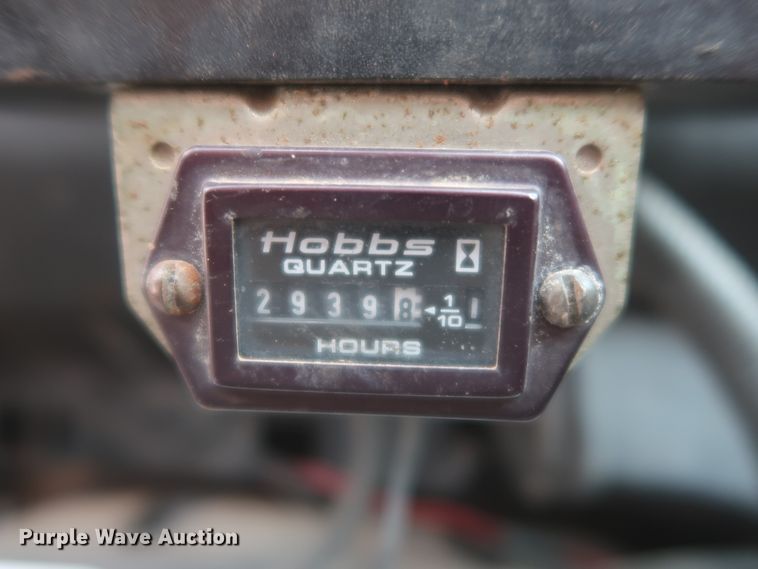 Hobbs
QUARTZ
29398 ◄ 1/10
HOURS
Purple Wave Auction